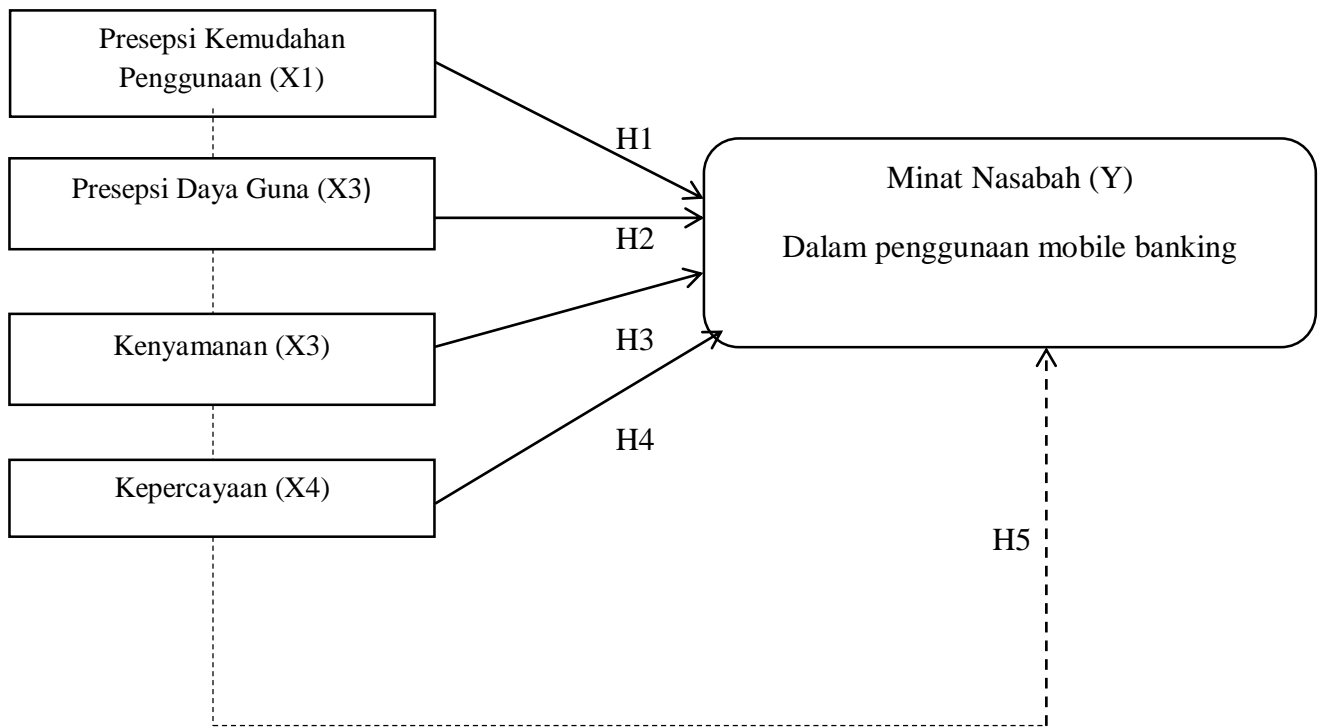 Presepsi Kemudahan
Penggunaan (X1)
H1
Minat Nasabah (Y)
Presepsi Daya Guna (X3)
H2
Dalam penggunaan mobile banking
Kenyamanan (X3)
H3
H4
Kepercayaan (X4)
H5